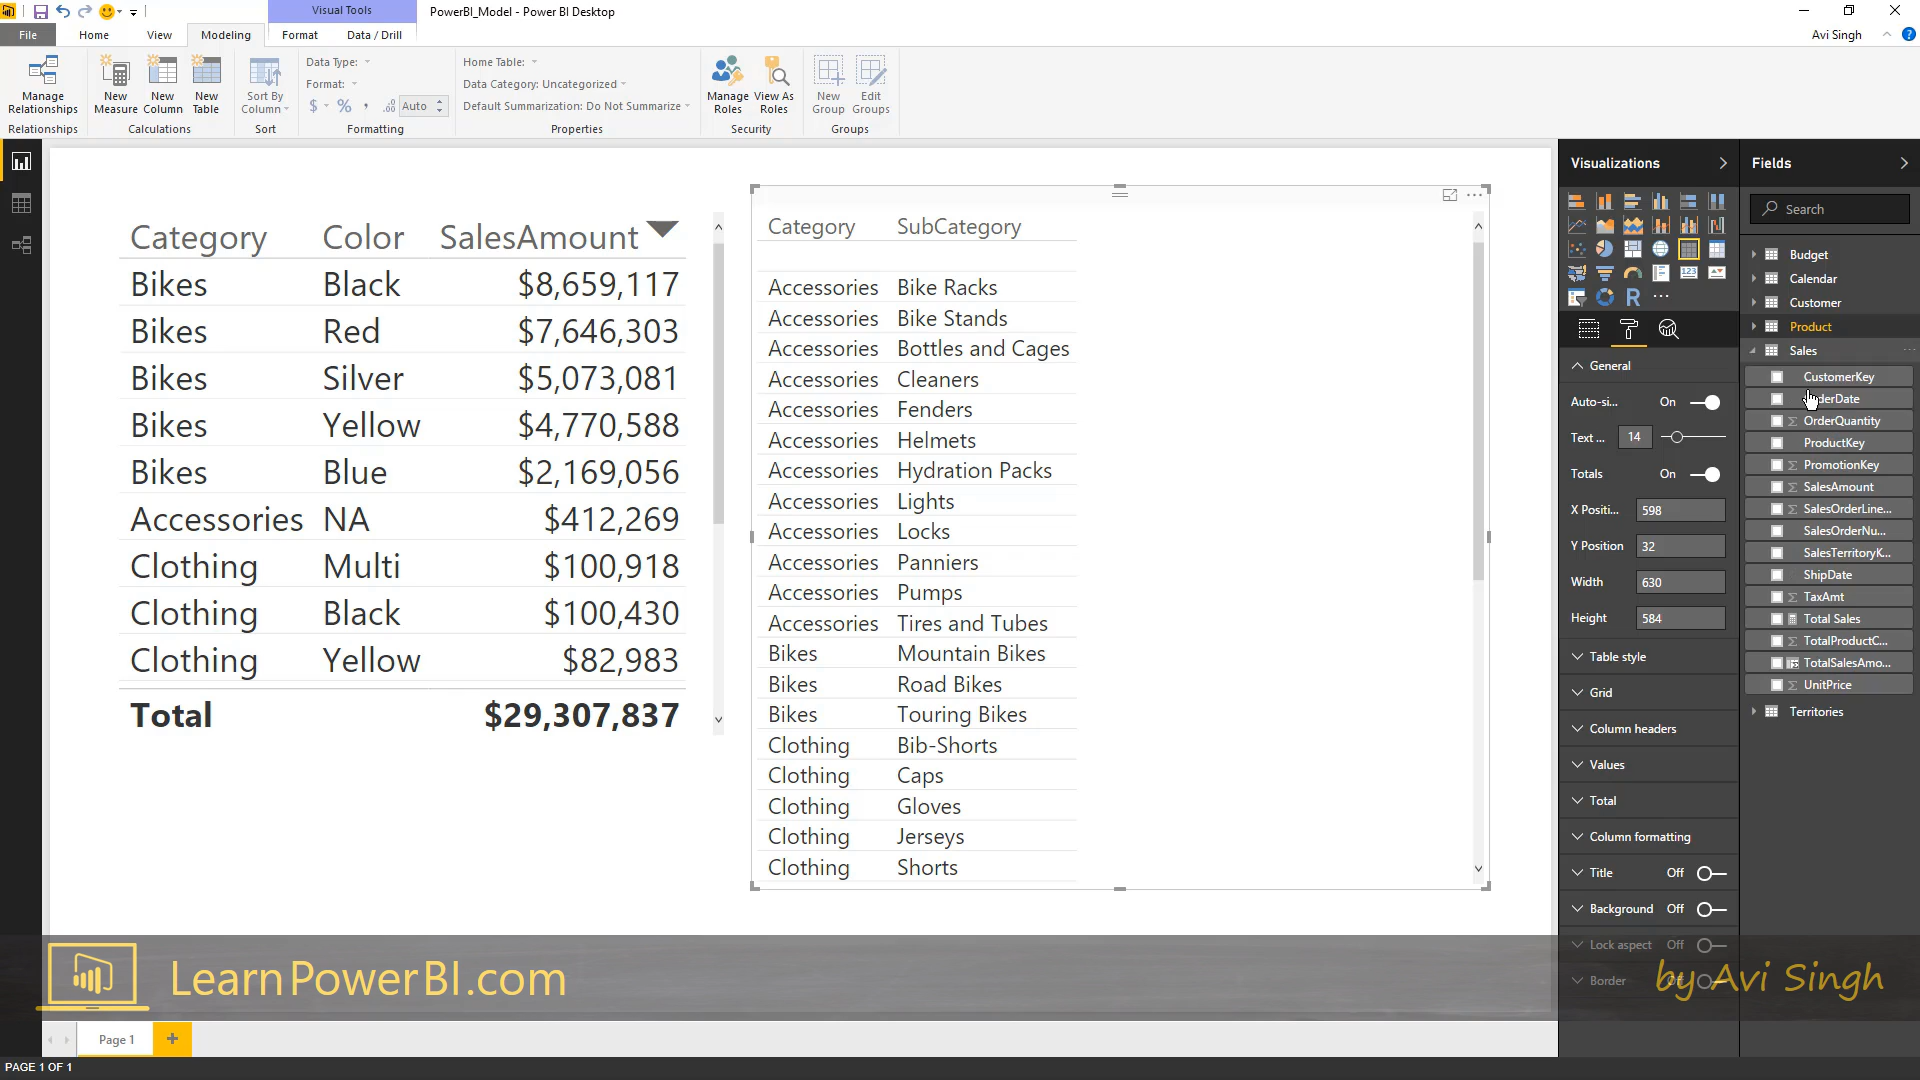 Visual Tools
PowerBI_Model - Power BI Desktop
File
Home
View
Modeling
Format
Data / Drill
Avi Singh
Manage Relationships
New Measure
New Column
New Table
Sort By Column
Data Type:
Format:
$ % , Auto
Home Table:
Data Category: Uncategorized
Default Summarization: Do Not Summarize
Manage Roles
View As Roles
New Group
Edit Groups
Relationships
Calculations
Sort
Formatting
Properties
Security
Groups
Category Color SalesAmount
Bikes Black $8,659,117
Bikes Red $7,646,303
Bikes Silver $5,073,081
Bikes Yellow $4,770,588
Bikes Blue $2,169,056
Accessories NA $412,269
Clothing Multi $100,918
Clothing Black $100,430
Clothing Yellow $82,983
Total $29,307,837
Category SubCategory
Accessories Bike Racks
Accessories Bike Stands
Accessories Bottles and Cages
Accessories Cleaners
Accessories Fenders
Accessories Helmets
Accessories Hydration Packs
Accessories Lights
Accessories Locks
Accessories Panniers
Accessories Pumps
Accessories Tires and Tubes
Bikes Mountain Bikes
Bikes Road Bikes
Bikes Touring Bikes
Clothing Bib-Shorts
Clothing Caps
Clothing Gloves
Clothing Jerseys
Clothing Shorts
Visualizations
R
123
General
Auto-si... On
Text ... 14
Totals On
X Positi... 598
Y Position 32
Width 630
Height 584
Table style
Grid
Column headers
Values
Total
Column formatting
Title Off
Background Off
Lock aspect Off
Border
Fields
Search
Budget
Calendar
Customer
Product
Sales
CustomerKey
derDate
OrderQuantity
ProductKey
PromotionKey
SalesAmount
SalesOrderLine...
SalesOrderNu...
SalesTerritoryK...
ShipDate
TaxAmt
Total Sales
TotalProductC...
TotalSalesAmo...
UnitPrice
Territories
LearnPowerBI.com
by Avi Singh
Page 1
PAGE 1 OF 1